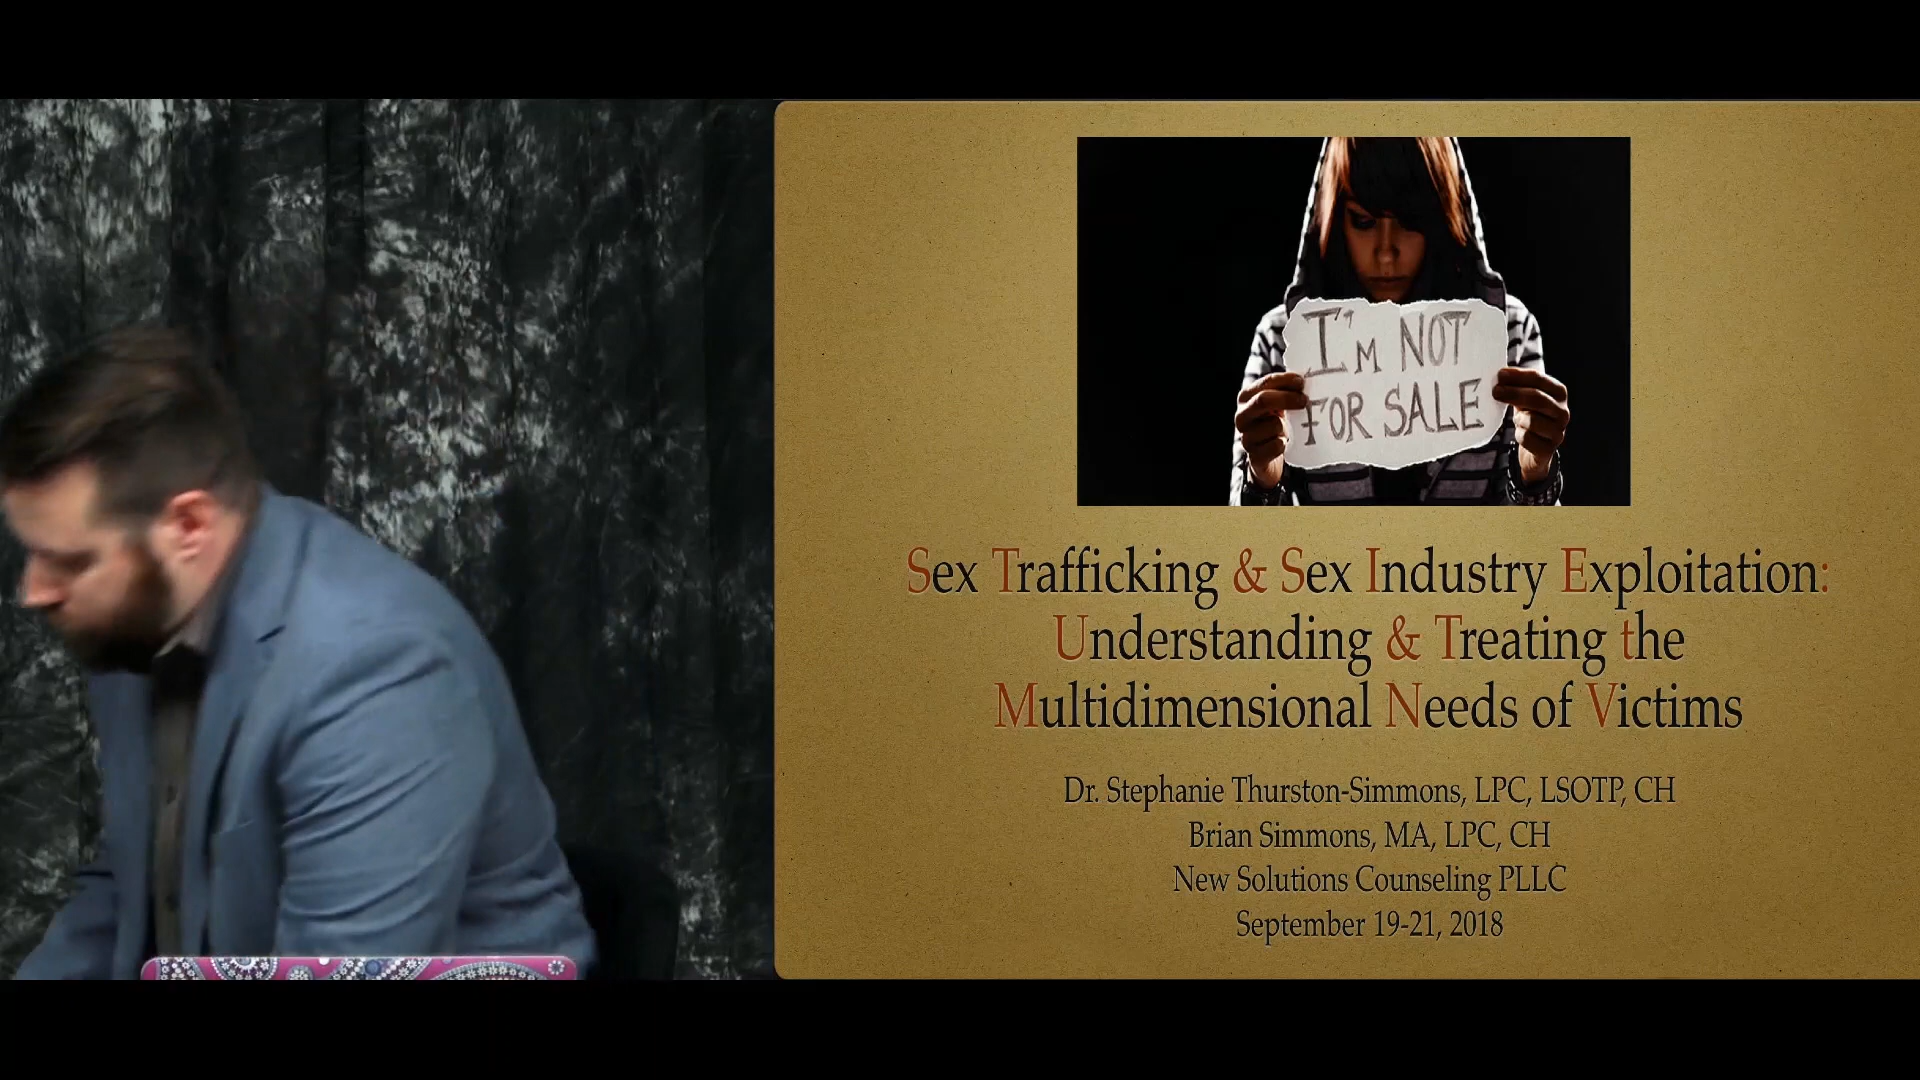 I'M NOT
FOR SALE
Sex Trafficking & Sex Industry Exploitation:
Understanding & Treating the
Multidimensional Needs of Victims
Dr. Stephanie Thurston-Simmons, LPC, LSOTP, CH
Brian Simmons, MA, LPC, CH
New Solutions Counseling PLLC
September 19-21, 2018